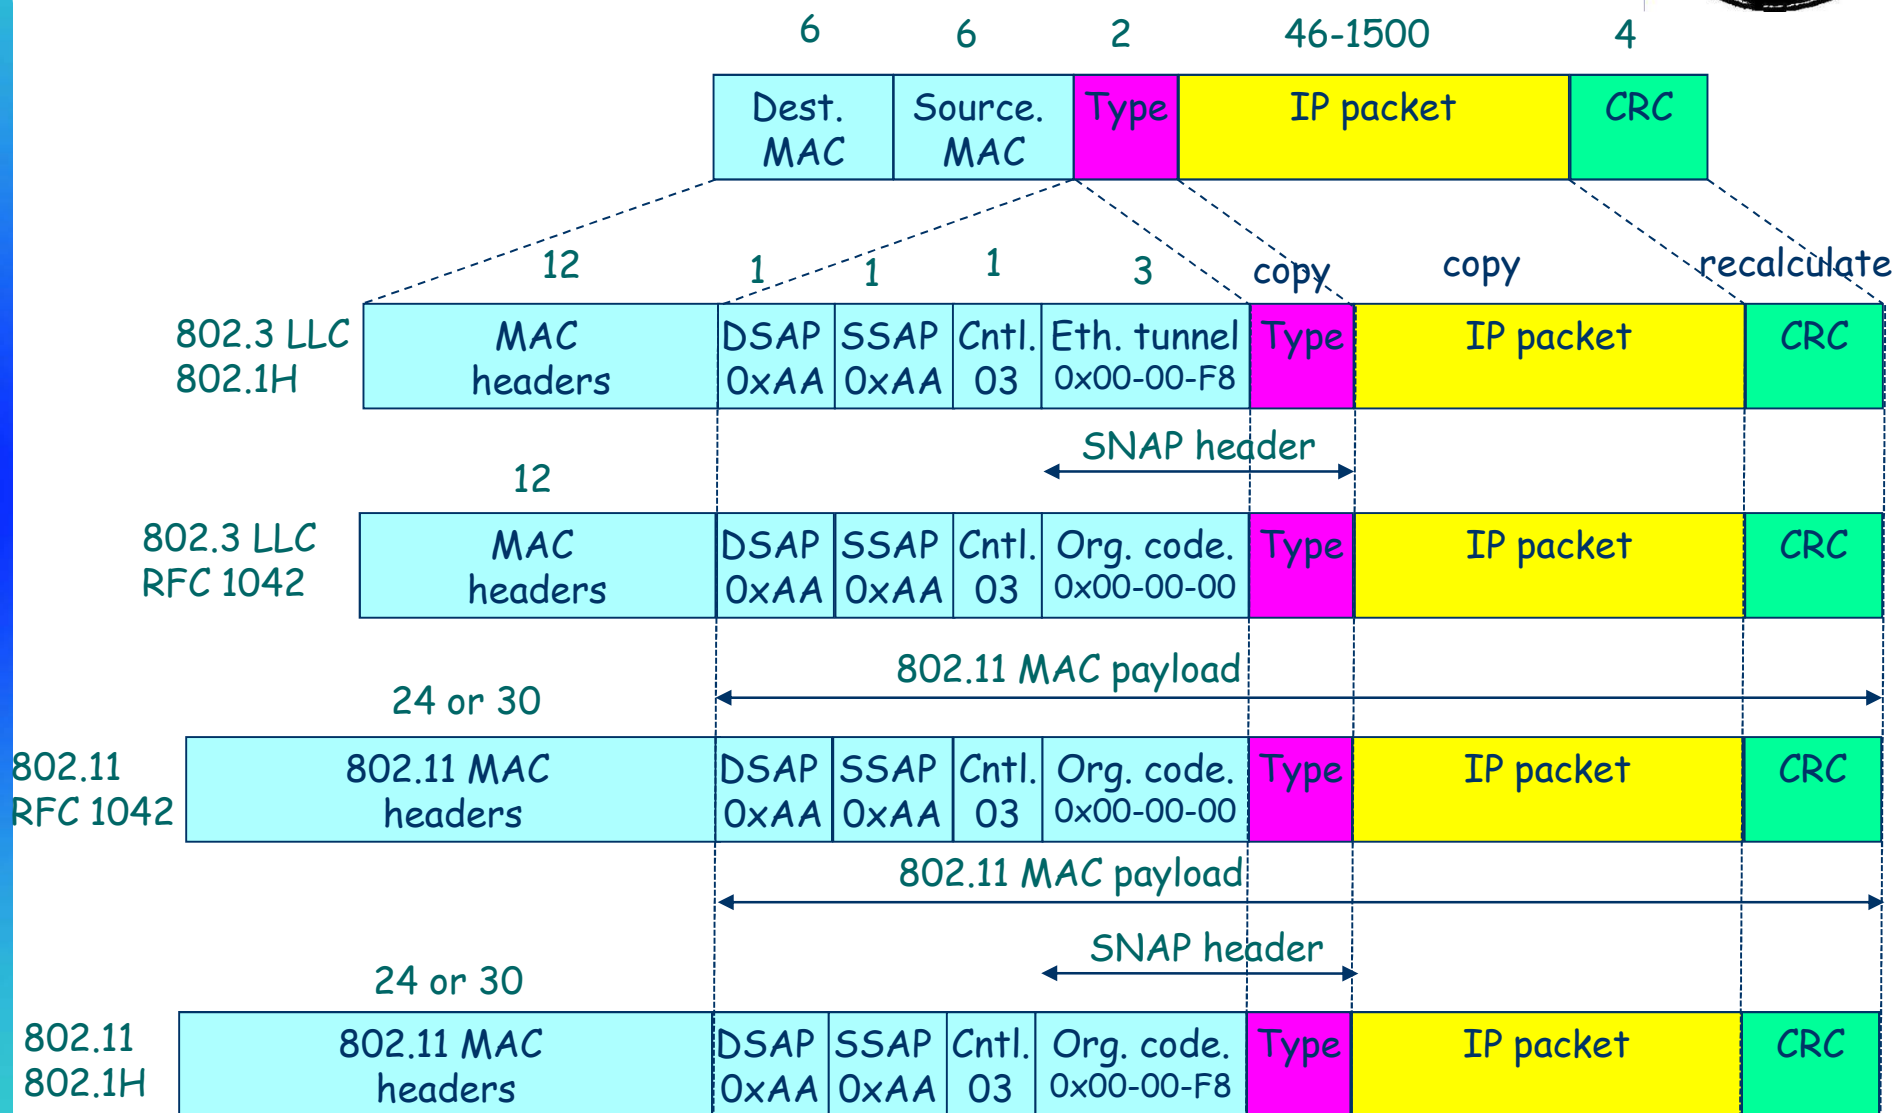 6 6 2 46-1500 4
Dest. Source. Type IP packet CRC
MAC MAC
12 1 1 1 3 copy copy recalculate
802.3 LLC MAC DSAP SSAP Cntl. Eth. tunnel Type IP packet CRC
802.1H headers 0xAA 0xAA 03 0x00-00-F8
SNAP header
12
802.3 LLC MAC DSAP SSAP Cntl. Org. code. Type IP packet CRC
RFC 1042 headers 0xAA 0xAA 03 0x00-00-00
802.11 MAC payload
24 or 30
802.11 802.11 MAC DSAP SSAP Cntl. Org. code. Type IP packet CRC
RFC 1042 headers 0xAA 0xAA 03 0x00-00-00
802.11 MAC payload
SNAP header
24 or 30
802.11 802.11 MAC DSAP SSAP Cntl. Org. code. Type IP packet CRC
802.1H headers 0xAA 0xAA 03 0x00-00-F8